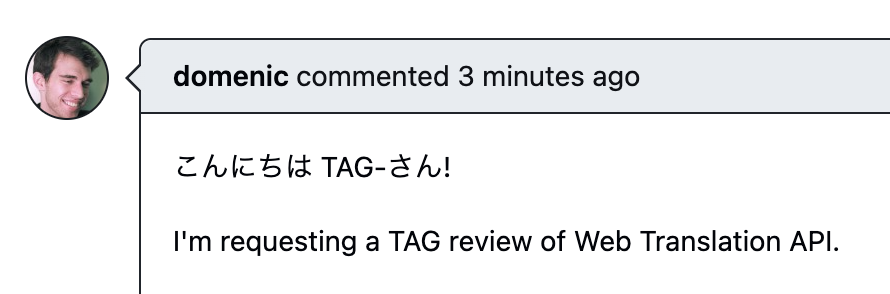 domenic commented 3 minutes ago
こんにちは TAG-さん!
I'm requesting a TAG review of Web Translation API.